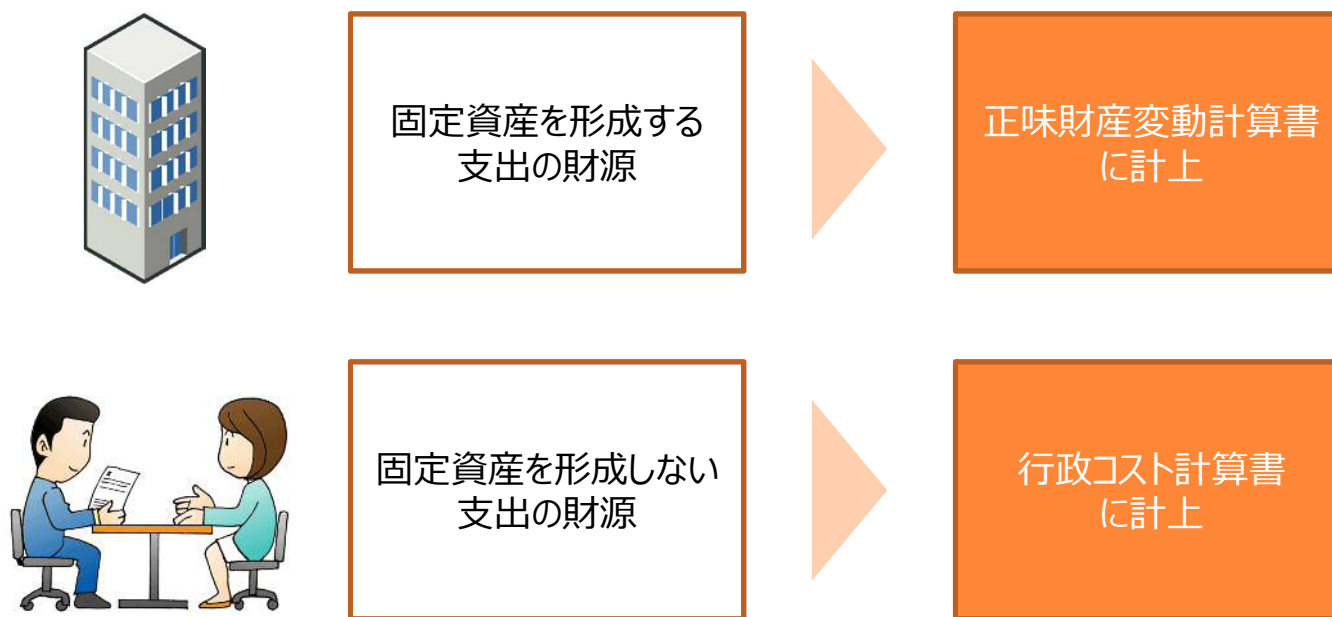 固定資産を形成する
支出の財源
正味財産変動計算書
に計上
固定資産を形成しない
支出の財源
行政コスト計算書
に計上